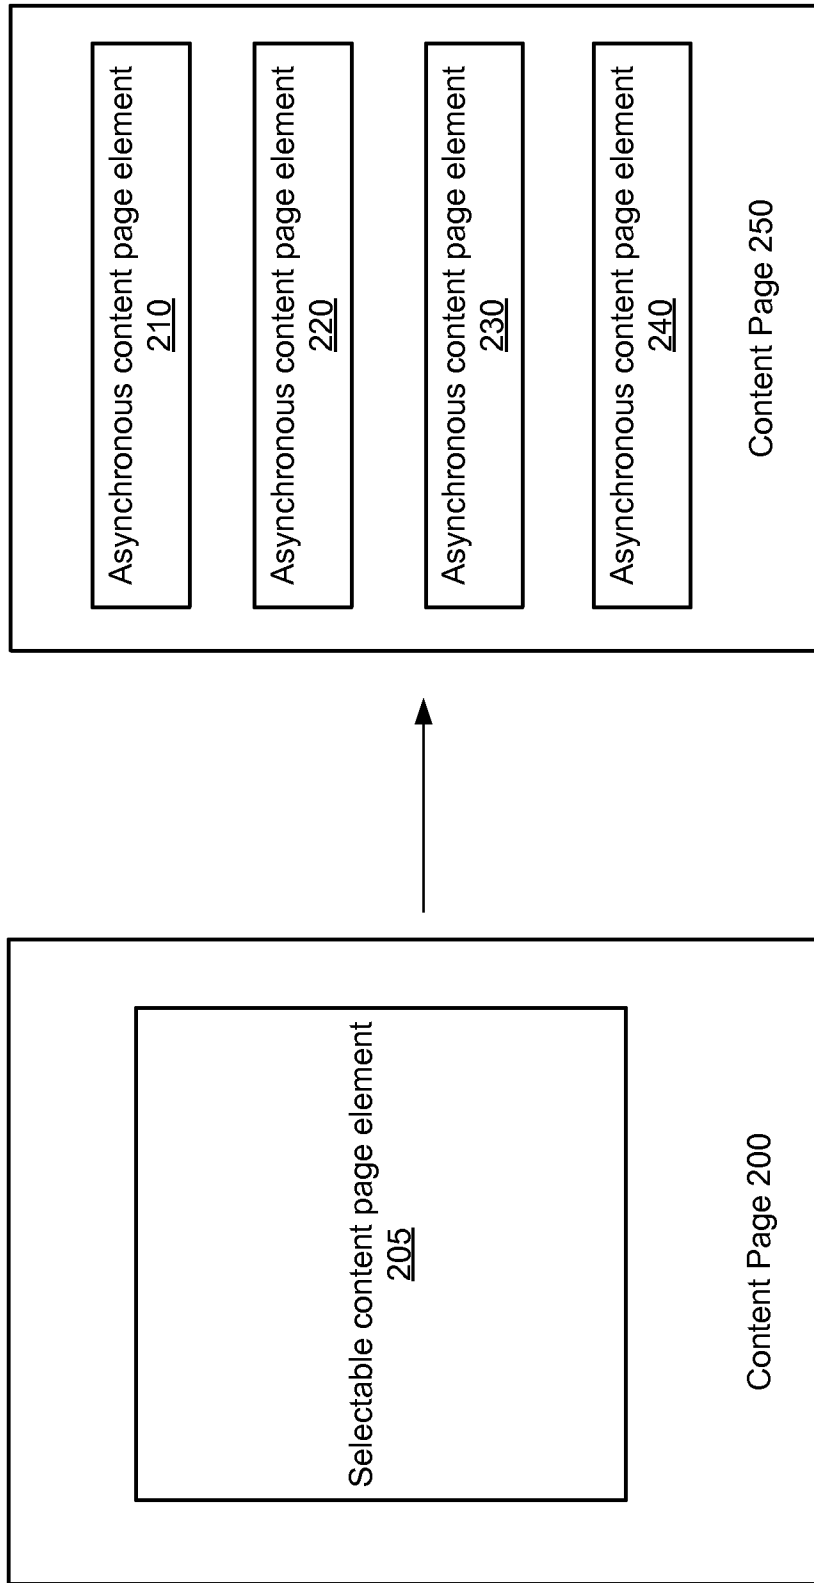 Selectable content page element
205
Content Page 200
Asynchronous content page element
210
Asynchronous content page element
220
Asynchronous content page element
230
Asynchronous content page element
240
Content Page 250